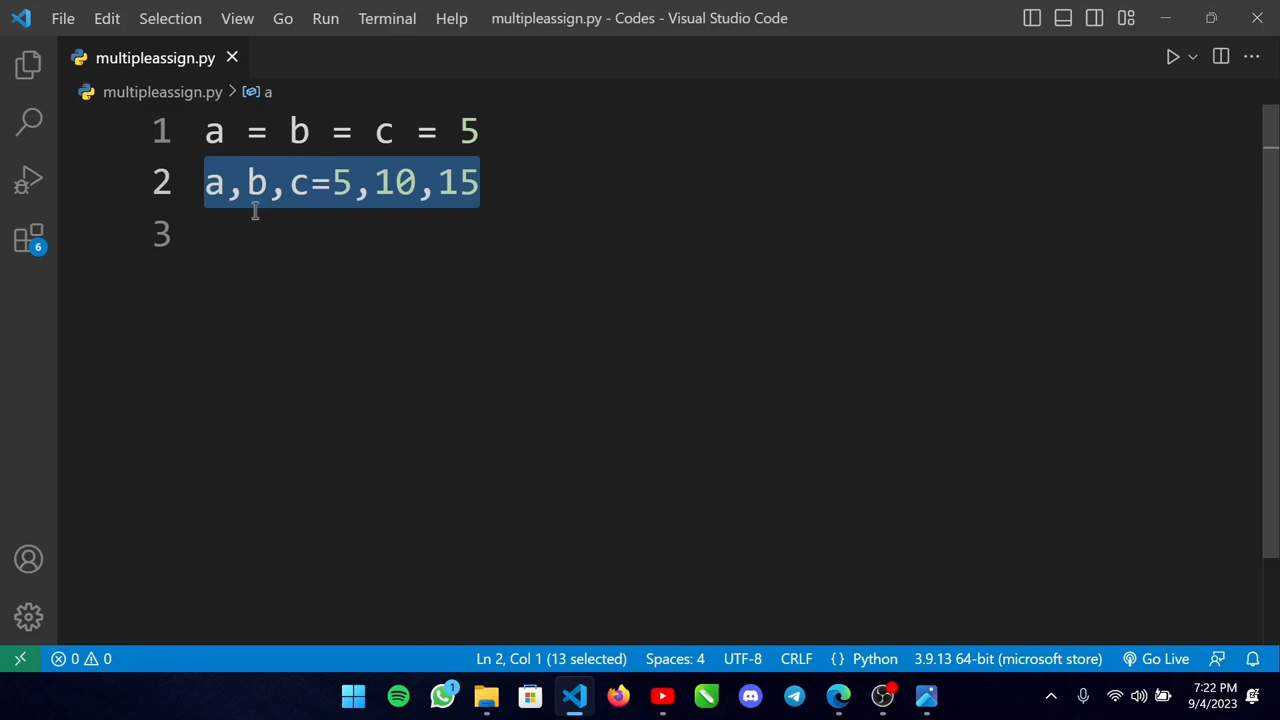 File Edit Selection View Go Run Terminal Help multipleassign.py - Codes - Visual Studio Code
multipleassign.py
multipleassign.py > a
1 a = b = c = 5
2 a,b,c=5,10,15
3
6
0 0 Ln 2, Col 1 (13 selected) Spaces: 4 UTF-8 CRLF {} Python 3.9.13 64-bit (microsoft store) Go Live
1 7:22 PM
9/4/2023